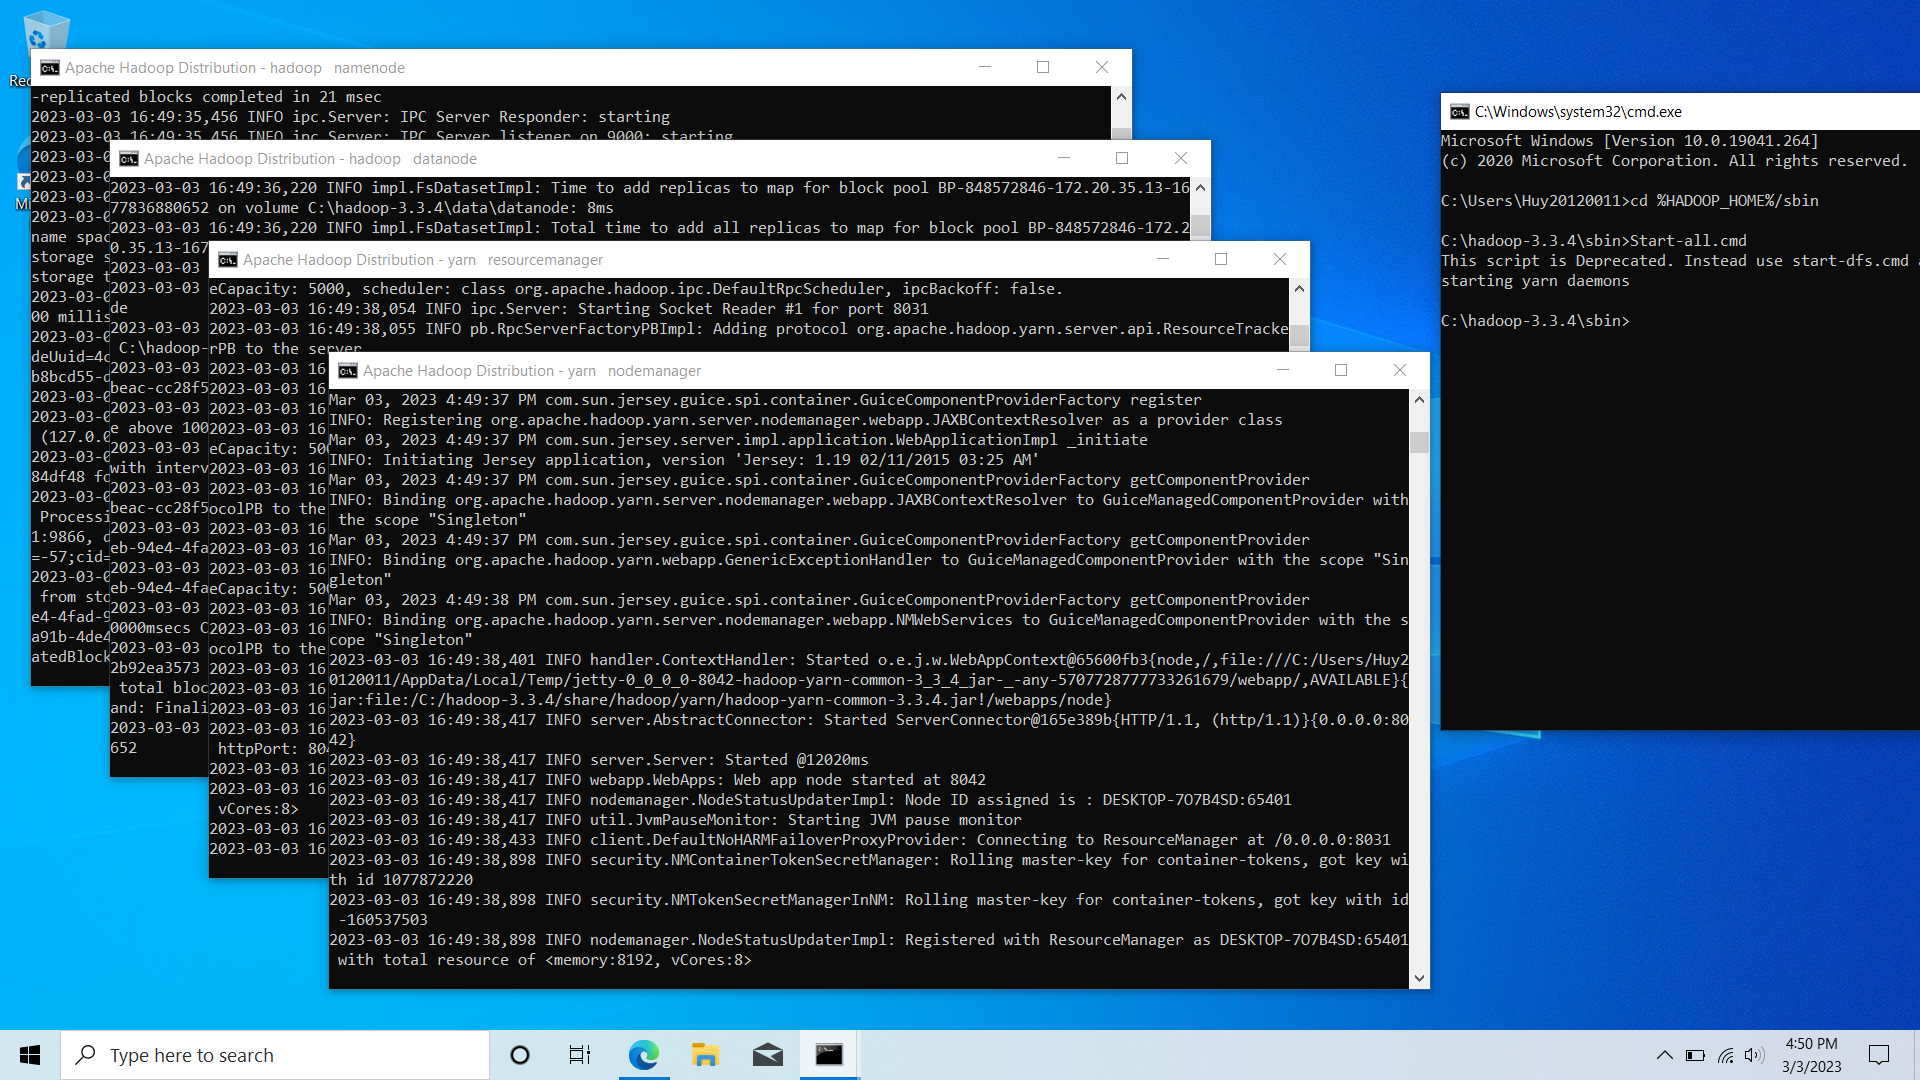 Rec
Mi
Apache Hadoop Distribution - hadoop   namenode
-replicated blocks completed in 21 msec
2023-03-03 16:49:35,456 INFO ipc.Server: IPC Server Responder: starting
2023-03-03 16:49:35,456 INFO ipc.Server: IPC Server listener on 9000: starting
2023-03-0
2023-03-0
2023-03-0
2023-03-0
name spac
storage s
storage t
2023-03-0
00 millis
2023-03-0
deUuid=4c
b8bcd55-d
2023-03-0
2023-03-0
(127.0.0
2023-03-0
84df48 fo
2023-03-0
Processi
1:9866, d
=-57;cid=
2023-03-0
from sto
e4-4fad-9
a91b-4de4
atedBlock
Apache Hadoop Distribution - hadoop   datanode
2023-03-03 16:49:36,220 INFO impl.FsDatasetImpl: Time to add replicas to map for block pool BP-848572846-172.20.35.13-16
77836880652 on volume C:\hadoop-3.3.4\data\datanode: 8ms
2023-03-03 16:49:36,220 INFO impl.FsDatasetImpl: Total time to add all replicas to map for block pool BP-848572846-172.2
0.35.13-167
2023-03-03
2023-03-03
de
2023-03-03
C:\hadoop-
2023-03-03
beac-cc28f5
2023-03-03
e above 100
2023-03-03
with interv
2023-03-03
beac-cc28f5
2023-03-03
eb-94e4-4fa
2023-03-03
eb-94e4-4fa
2023-03-03
0000msecs C
2023-03-03
2b92ea3573
total bloc
and: Finali
2023-03-03
652
Apache Hadoop Distribution - yarn   resourcemanager
eCapacity: 5000, scheduler: class org.apache.hadoop.ipc.DefaultRpcScheduler, ipcBackoff: false.
2023-03-03 16:49:38,054 INFO ipc.Server: Starting Socket Reader #1 for port 8031
2023-03-03 16:49:38,055 INFO pb.RpcServerFactoryPBImpl: Adding protocol org.apache.hadoop.yarn.server.api.ResourceTracke
rPB to the server
2023-03-03 16
2023-03-03 16
2023-03-03 16
2023-03-03 16
eCapacity: 500
2023-03-03 16
2023-03-03 16
ocolPB to the
2023-03-03 16
2023-03-03 16
2023-03-03 16
eCapacity: 500
2023-03-03 16
2023-03-03 16
ocolPB to the
2023-03-03 16
2023-03-03 16
2023-03-03 16
2023-03-03 16
httpPort: 804
2023-03-03 16
2023-03-03 16
vCores:8>
2023-03-03 16
2023-03-03 16
Apache Hadoop Distribution - yarn   nodemanager
Mar 03, 2023 4:49:37 PM com.sun.jersey.guice.spi.container.GuiceComponentProviderFactory register
INFO: Registering org.apache.hadoop.yarn.server.nodemanager.webapp.JAXBContextResolver as a provider class
Mar 03, 2023 4:49:37 PM com.sun.jersey.server.impl.application.WebApplicationImpl _initiate
INFO: Initiating Jersey application, version 'Jersey: 1.19 02/11/2015 03:25 AM'
Mar 03, 2023 4:49:37 PM com.sun.jersey.guice.spi.container.GuiceComponentProviderFactory getComponentProvider
INFO: Binding org.apache.hadoop.yarn.server.nodemanager.webapp.JAXBContextResolver to GuiceManagedComponentProvider with
the scope "Singleton"
Mar 03, 2023 4:49:37 PM com.sun.jersey.guice.spi.container.GuiceComponentProviderFactory getComponentProvider
INFO: Binding org.apache.hadoop.yarn.webapp.GenericExceptionHandler to GuiceManagedComponentProvider with the scope "Sin
gleton"
Mar 03, 2023 4:49:38 PM com.sun.jersey.guice.spi.container.GuiceComponentProviderFactory getComponentProvider
INFO: Binding org.apache.hadoop.yarn.server.nodemanager.webapp.NMWebServices to GuiceManagedComponentProvider with the s
cope "Singleton"
2023-03-03 16:49:38,401 INFO handler.ContextHandler: Started o.e.j.w.WebAppContext@65600fb3{node,/,file:///C:/Users/Huy2
0120011/AppData/Local/Temp/jetty-0_0_0_0-8042-hadoop-yarn-common-3_3_4_jar-_-any-5707728777733261679/webapp/,AVAILABLE}{
jar:file:/C:/hadoop-3.3.4/share/hadoop/yarn/hadoop-yarn-common-3.3.4.jar!/webapps/node}
2023-03-03 16:49:38,417 INFO server.AbstractConnector: Started ServerConnector@165e389b{HTTP/1.1, (http/1.1)}{0.0.0.0:80
42}
2023-03-03 16:49:38,417 INFO server.Server: Started @12020ms
2023-03-03 16:49:38,417 INFO webapp.WebApps: Web app node started at 8042
2023-03-03 16:49:38,417 INFO nodemanager.NodeStatusUpdaterImpl: Node ID assigned is : DESKTOP-7O7B4SD:65401
2023-03-03 16:49:38,417 INFO util.JvmPauseMonitor: Starting JVM pause monitor
2023-03-03 16:49:38,433 INFO client.DefaultNoHARMFailoverProxyProvider: Connecting to ResourceManager at /0.0.0.0:8031
2023-03-03 16:49:38,898 INFO security.NMContainerTokenSecretManager: Rolling master-key for container-tokens, got key wi
th id 1077872220
2023-03-03 16:49:38,898 INFO security.NMTokenSecretManagerInNM: Rolling master-key for container-tokens, got key with id
-160537503
2023-03-03 16:49:38,898 INFO nodemanager.NodeStatusUpdaterImpl: Registered with ResourceManager as DESKTOP-7O7B4SD:65401
with total resource of <memory:8192, vCores:8>
C:\Windows\system32\cmd.exe
Microsoft Windows [Version 10.0.19041.264]
(c) 2020 Microsoft Corporation. All rights reserved.
C:\Users\Huy20120011>cd %HADOOP_HOME%/sbin
C:\hadoop-3.3.4\sbin>Start-all.cmd
This script is Deprecated. Instead use start-dfs.cmd
starting yarn daemons
C:\hadoop-3.3.4\sbin>
Type here to search
4:50 PM
3/3/2023